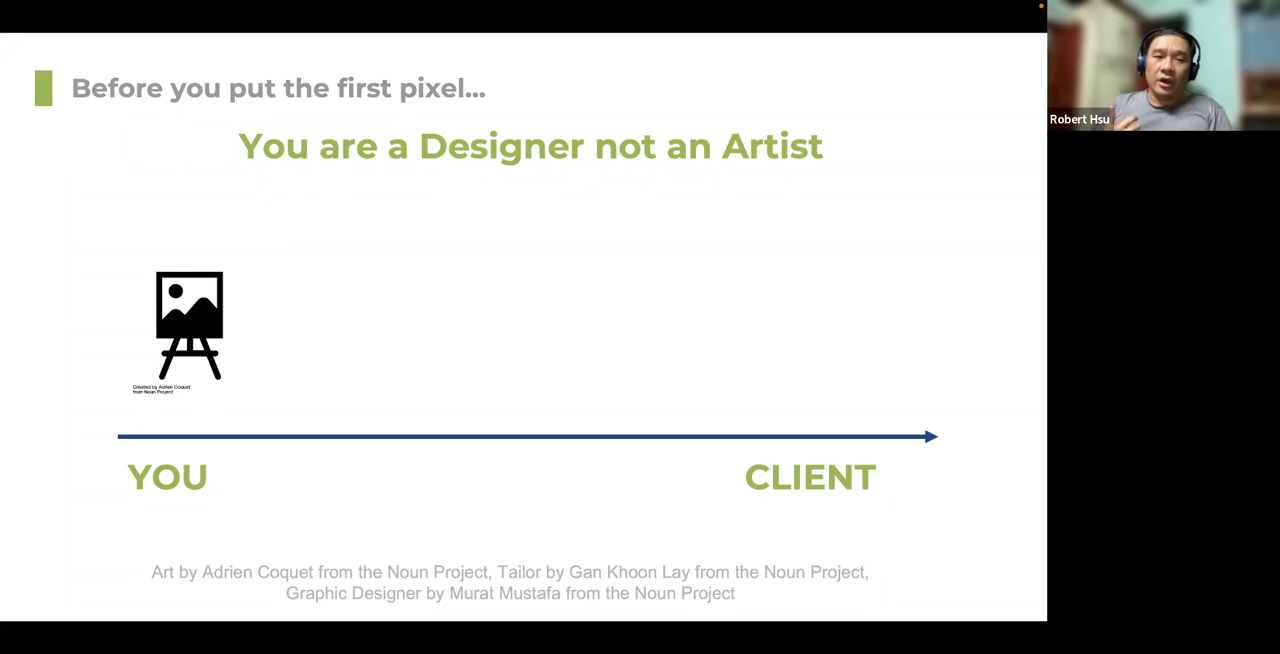 Before you put the first pixel...
You are a Designer not an Artist
Robert Hsu
Created by Adrien Coquet
from Noun Project
YOU
CLIENT
Art by Adrien Coquet from the Noun Project, Tailor by Gan Khoon Lay from the Noun Project,
Graphic Designer by Murat Mustafa from the Noun Project